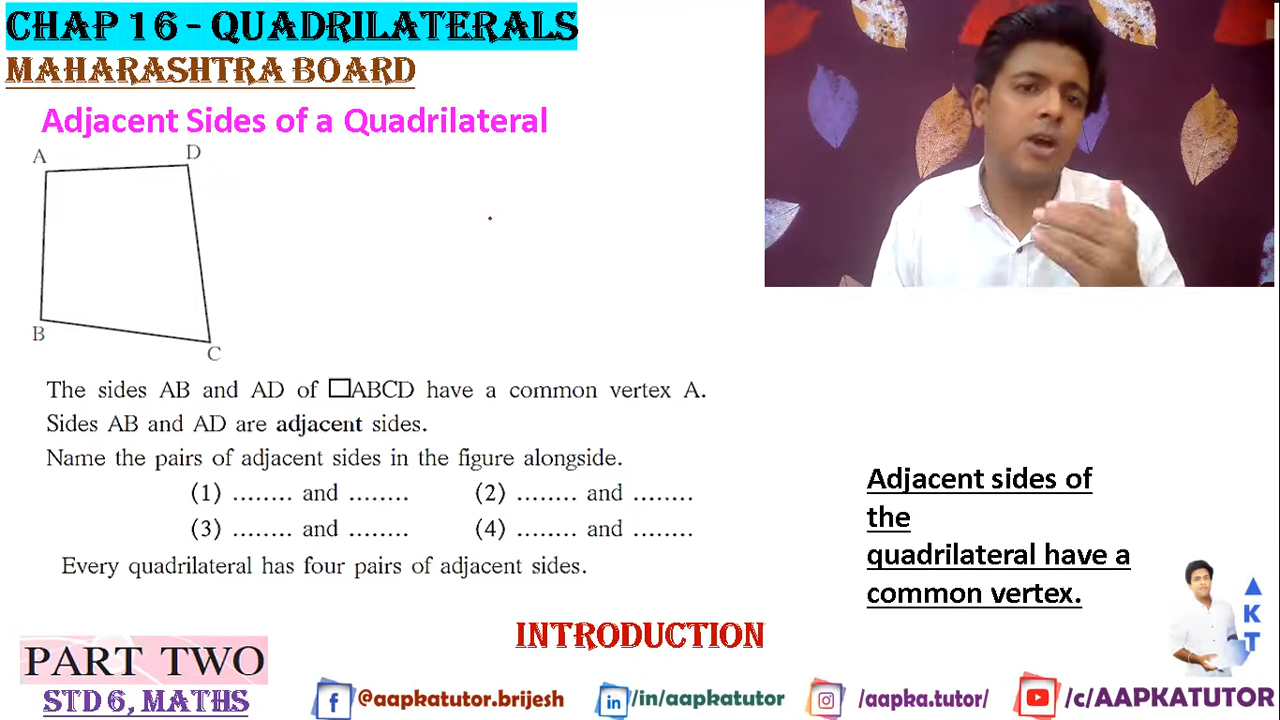 CHAP 16 - QUADRILATERALS
MAHARASHTRA BOARD
Adjacent Sides of a Quadrilateral
A
D
B
C
The sides AB and AD of □ABCD have a common vertex A.
Sides AB and AD are adjacent sides.
Name the pairs of adjacent sides in the figure alongside.
(1) ........ and ........ (2) ........ and ........
(3) ........ and ........ (4) ........ and ........
Every quadrilateral has four pairs of adjacent sides.
Adjacent sides of
the
quadrilateral have a
common vertex.
AKT
INTRODUCTION
PART TWO
STD 6, MATHS
@aapkatutor.brijesh
/in/aapkatutor
/aapka.tutor/
/c/AAPKATUTOR